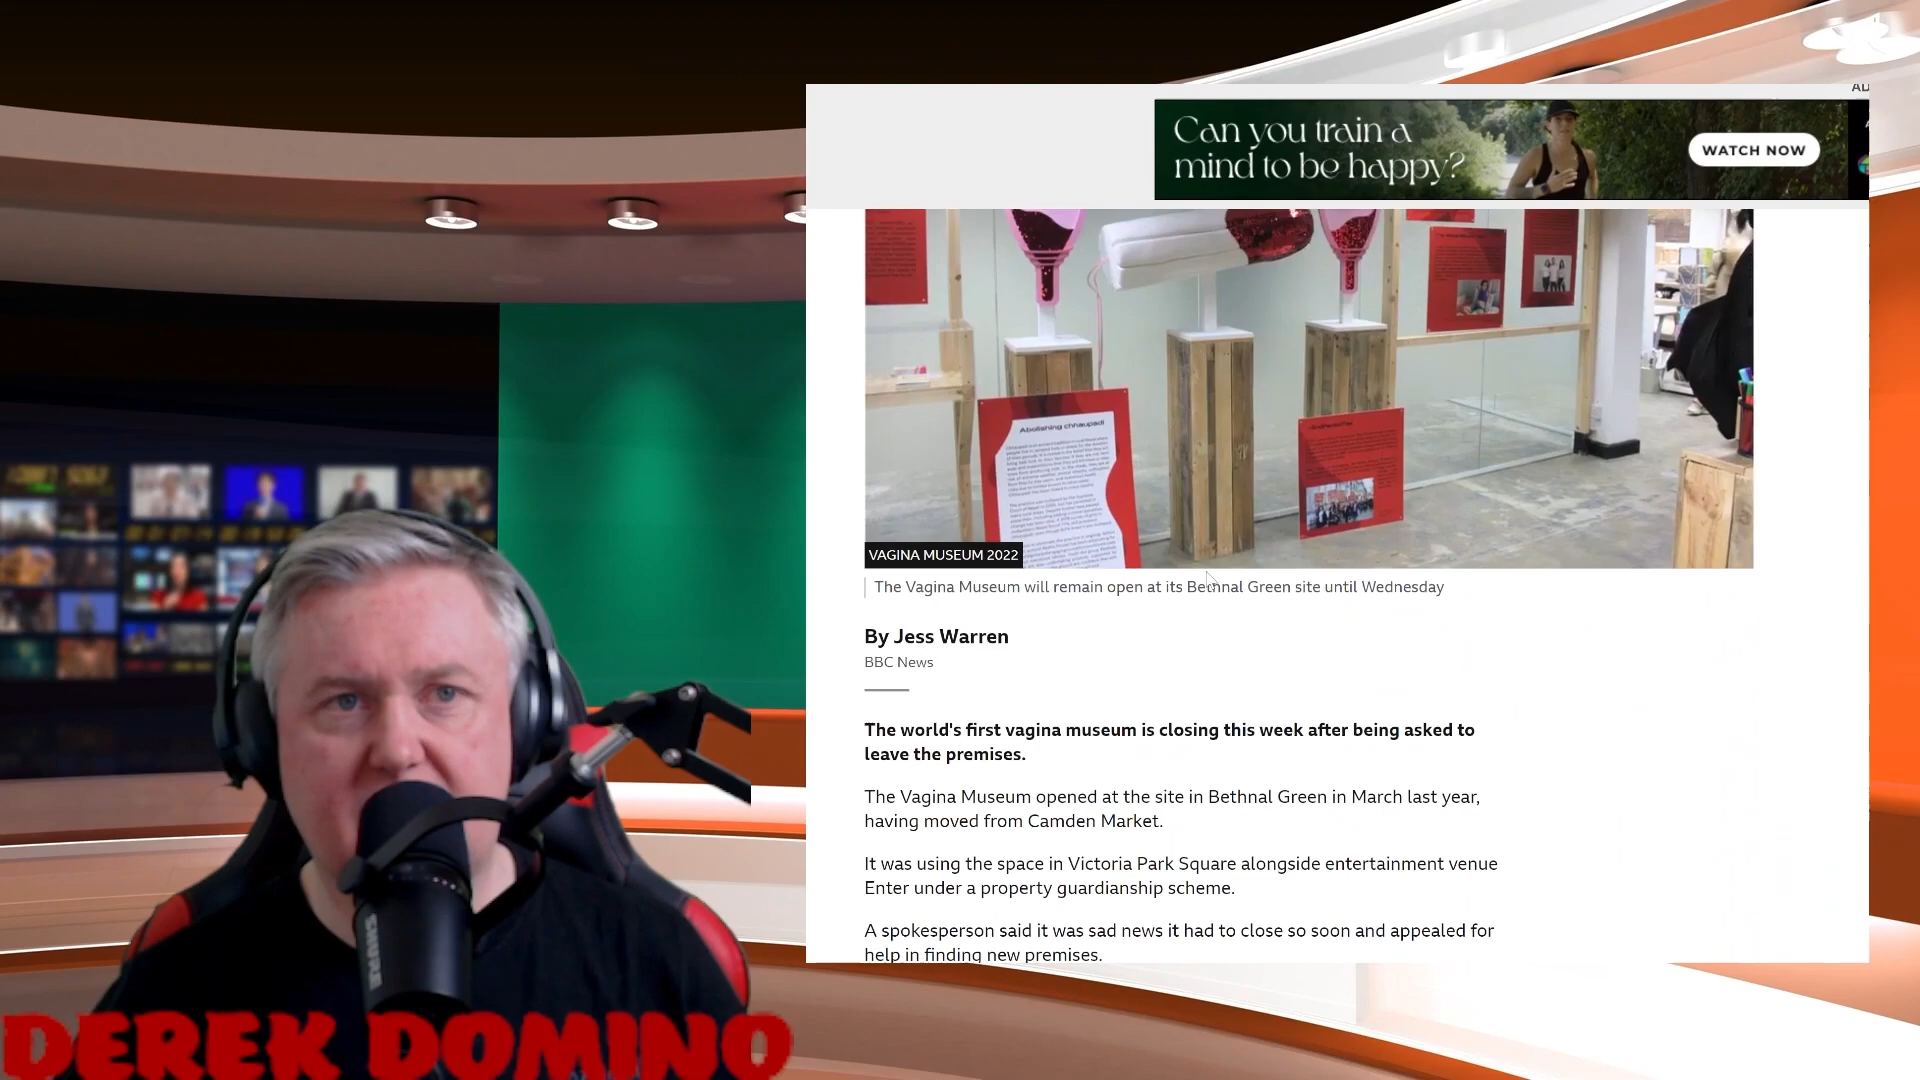 AD
Can you train a
mind to be happy?
WATCH NOW
Abolishing chhaupadi
VAGINA MUSEUM 2022
The Vagina Museum will remain open at its Bethnal Green site until Wednesday
By Jess Warren
BBC News
The world's first vagina museum is closing this week after being asked to
leave the premises.
The Vagina Museum opened at the site in Bethnal Green in March last year,
having moved from Camden Market.
It was using the space in Victoria Park Square alongside entertainment venue
Enter under a property guardianship scheme.
A spokesperson said it was sad news it had to close so soon and appealed for
help in finding new premises.
SHURE
DEREK DOMINO